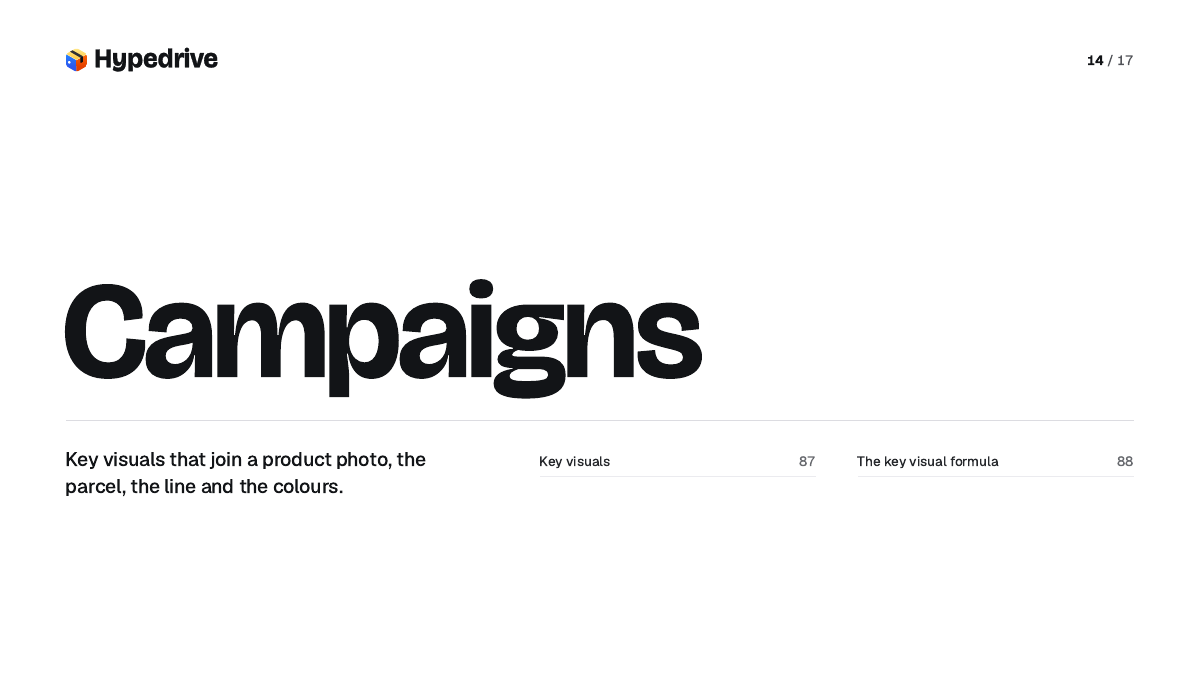 Hypedrive
14 / 17
Campaigns
Key visuals that join a product photo, the
parcel, the line and the colours.
Key visuals 87
The key visual formula 88